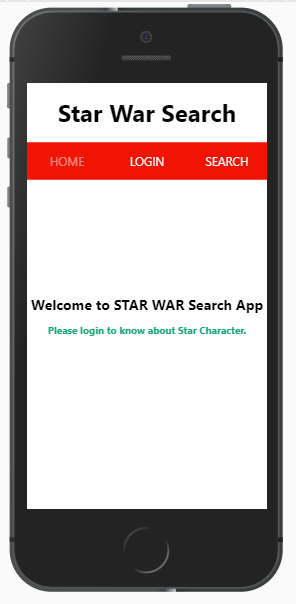 Star War Search
HOME LOGIN SEARCH
Welcome to STAR WAR Search App
Please login to know about Star Character.